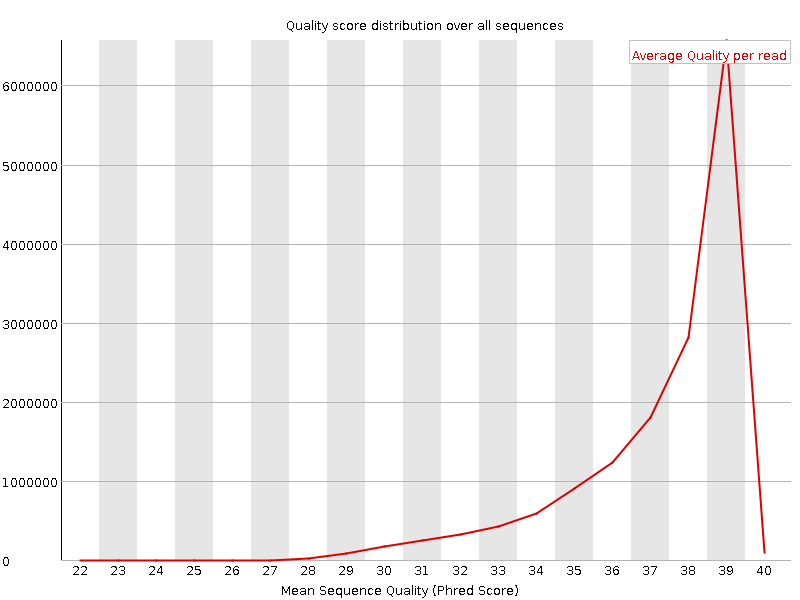 Quality score distribution over all sequences
Average Quality per read
6000000
5000000
4000000
3000000
2000000
1000000
0
22 23 24 25 26 27 28 29 30 31 32 33 34 35 36 37 38 39 40
Mean Sequence Quality (Phred Score)